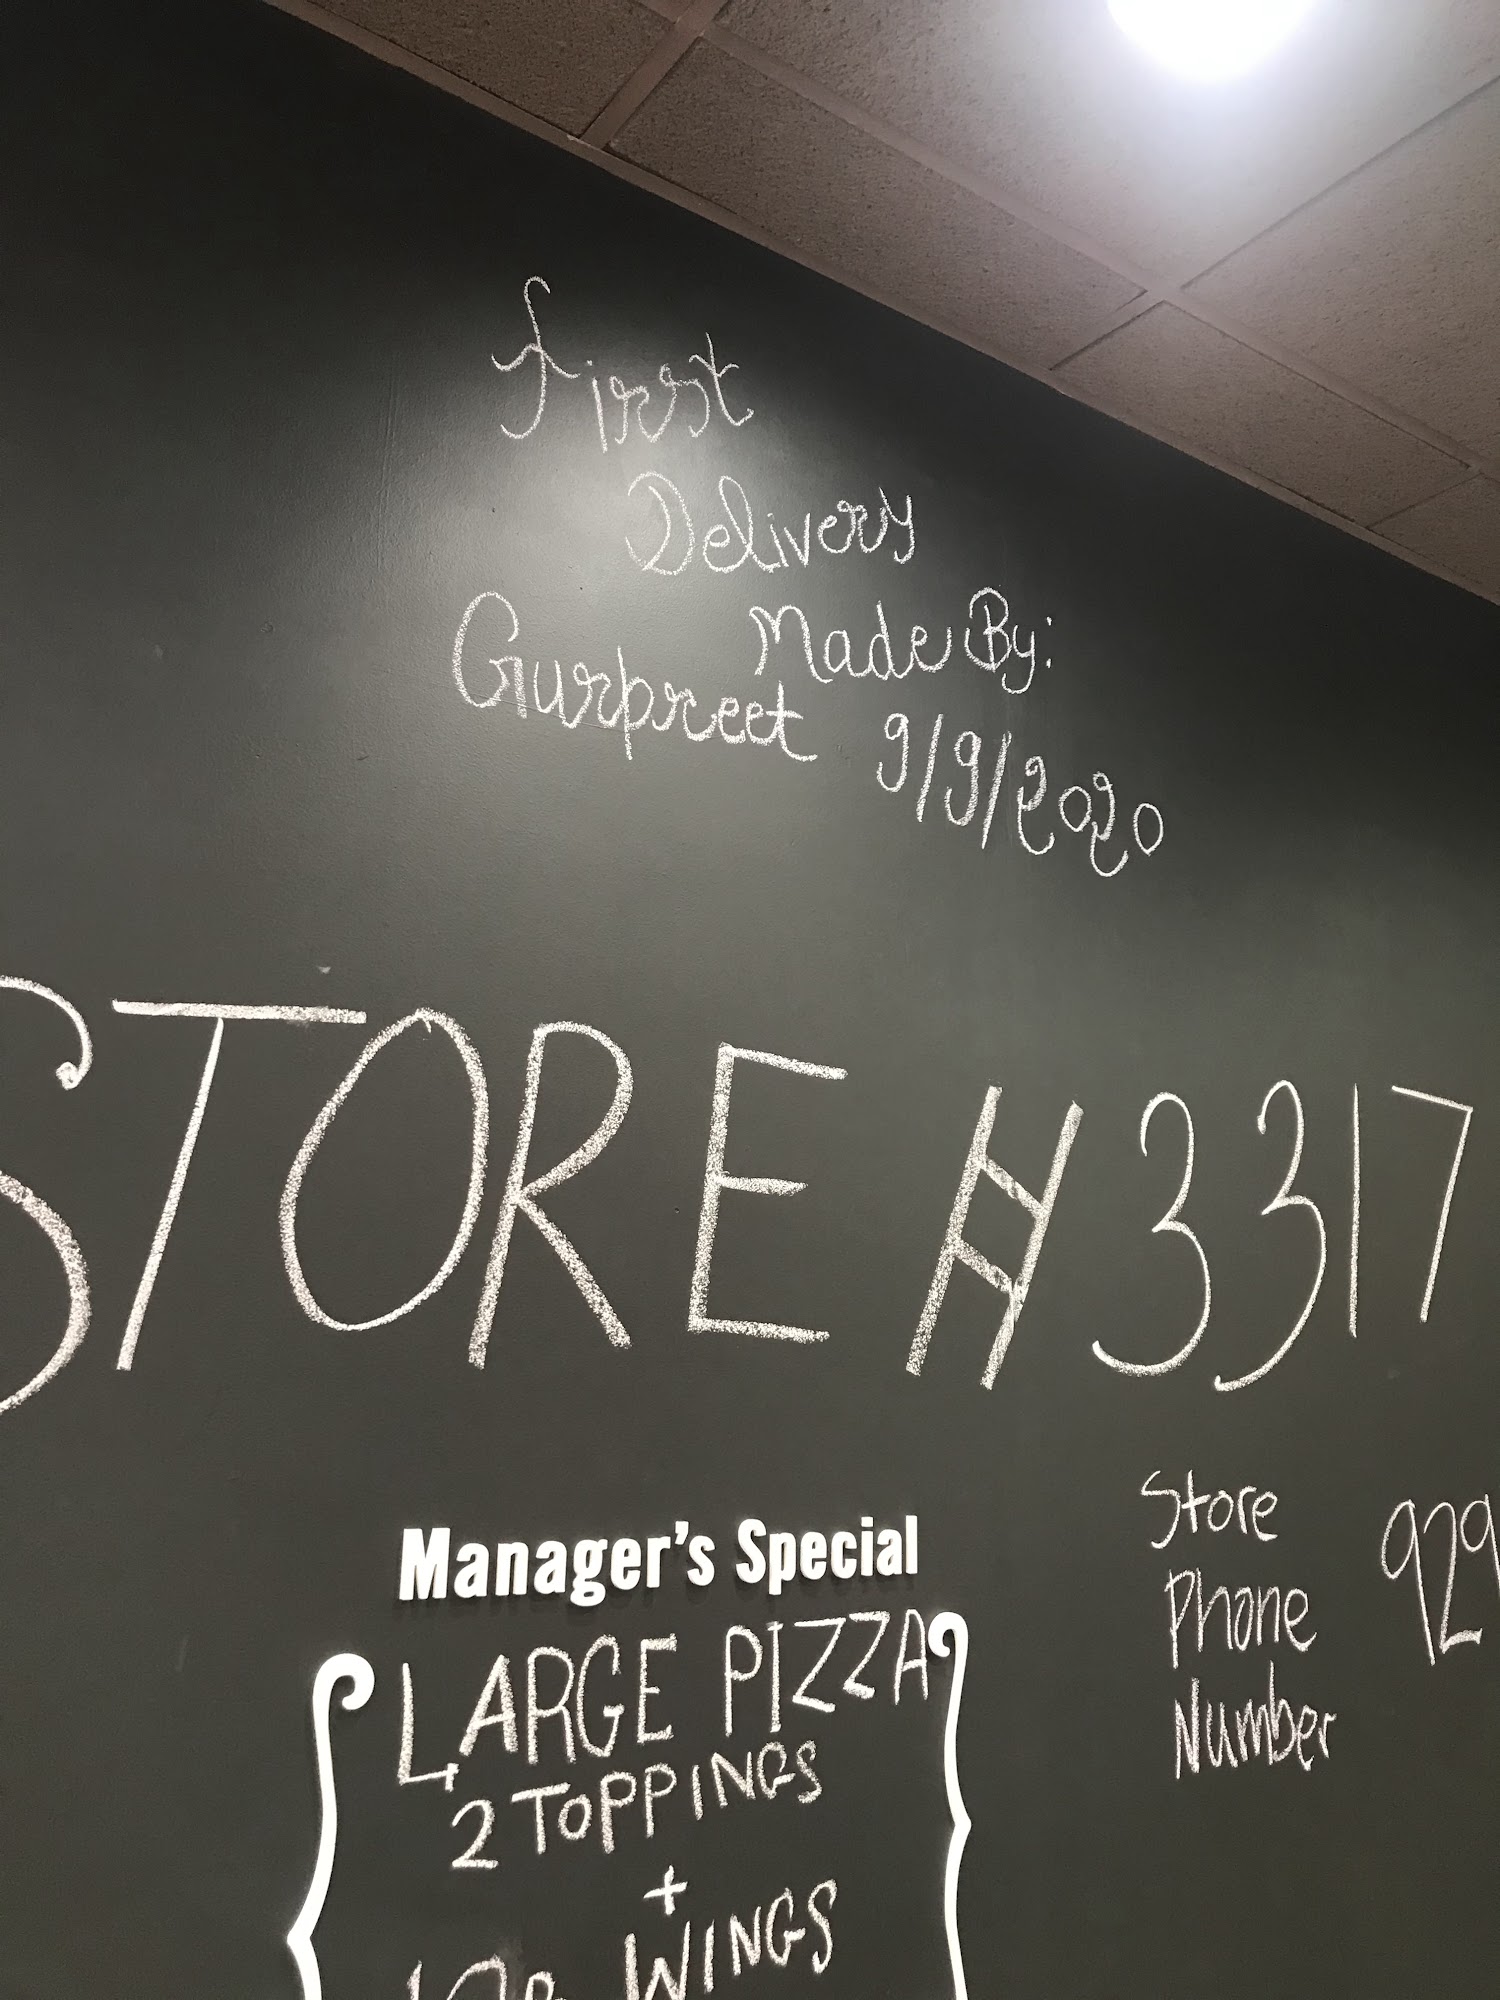 First
Delivery
Made By:
Gurpreet 9/9/2020
STORE # 3317
Manager's Special
LARGE PIZZA
2 TOPPINGS
+
WINGS
Store
Phone
Number
929